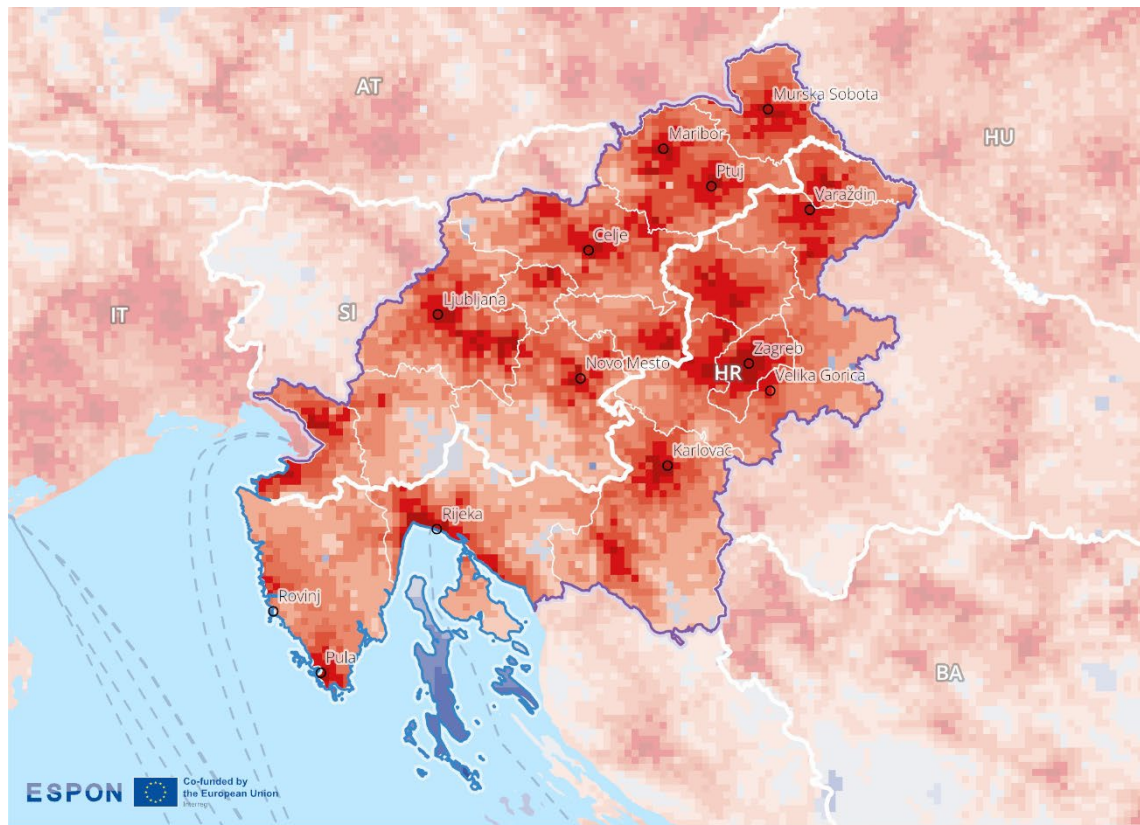 AT
HU
Murska Sobota
Maribor
Ptuj
Varaždin
Celje
Ljubljana
SI
IT
Zagreb
HR
Novo Mesto
Velika Gorica
Karlovac
Rijeka
Rovinj
Pula
BA
ESPON
Co-funded by
the European Union
Interreg